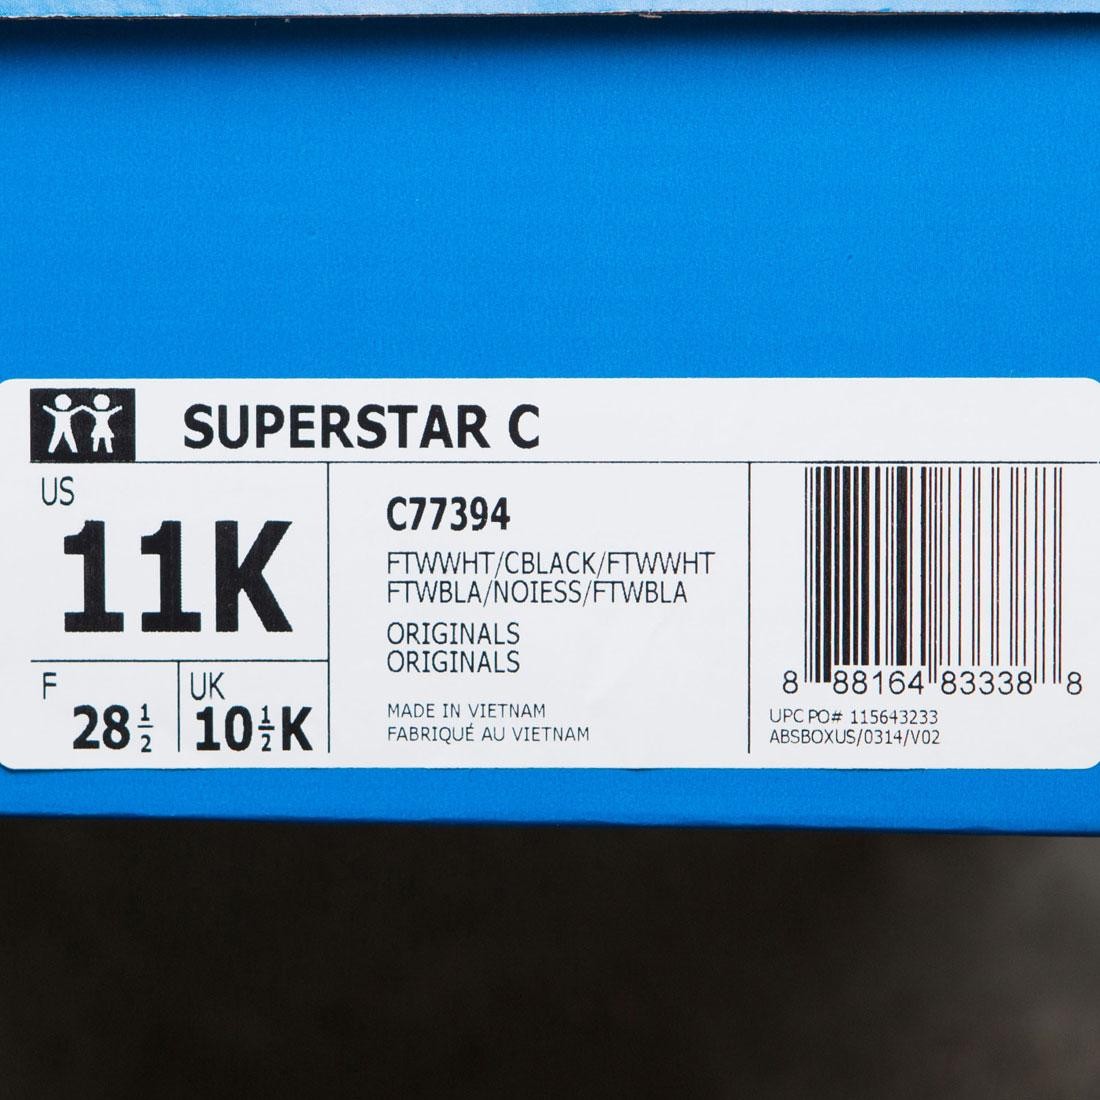 SUPERSTAR C
US
11K
F
28 1/2
UK
10 1/2 K
C77394
FTWWHT/CBLACK/FTWWHT
FTWBLA/NOIESS/FTWBLA
ORIGINALS
ORIGINALS
MADE IN VIETNAM
FABRIQUÉ AU VIETNAM
8 88164 83338 8
UPC PO# 115643233
ABSBOXUS/0314/V02